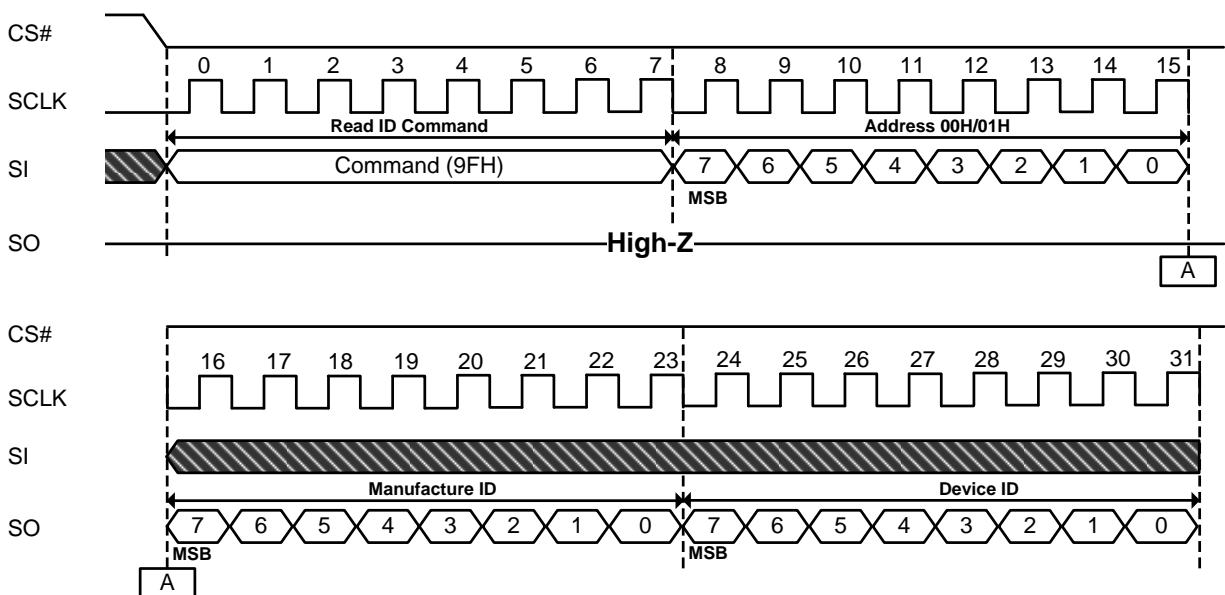 CS#
0 1 2 3 4 5 6 7 8 9 10 11 12 13 14 15
SCLK
Read ID Command Address 00H/01H
SI Command (9FH) 7 6 5 4 3 2 1 0
MSB
SO High-Z
A
CS#
16 17 18 19 20 21 22 23 24 25 26 27 28 29 30 31
SCLK
SI
Manufacture ID Device ID
SO 7 6 5 4 3 2 1 0 7 6 5 4 3 2 1 0
MSB MSB
A